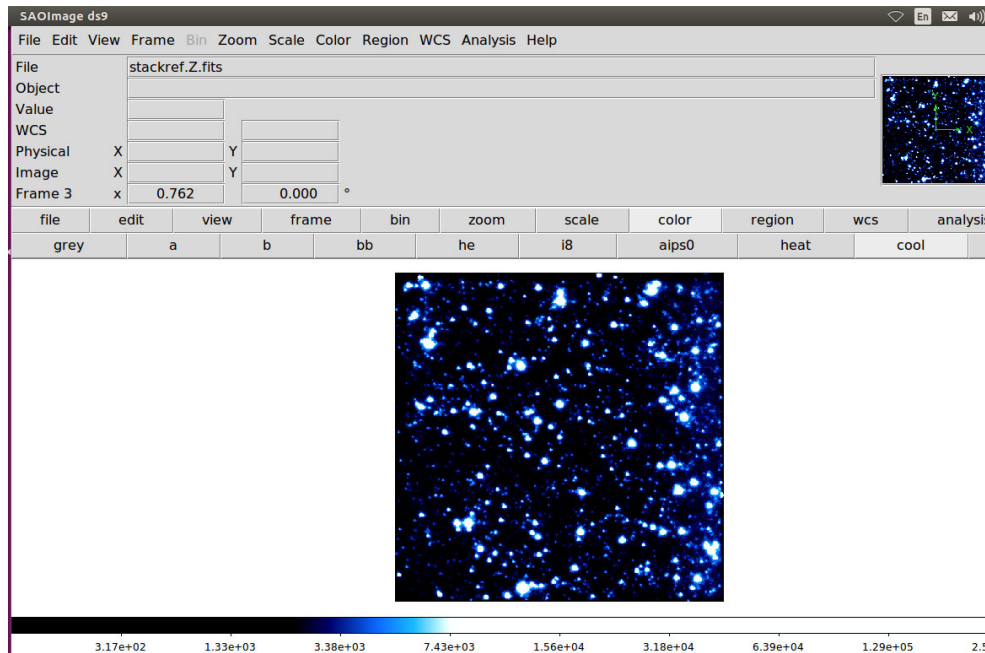 SAOImage ds9
En
File Edit View Frame Bin Zoom Scale Color Region WCS Analysis Help
File stackref.Z.fits
Object
Value
WCS
Physical X Y
Image X Y
Frame 3 x 0.762 0.000 °
file edit view frame bin zoom scale color region wcs analysis
grey a b bb he i8 aips0 heat cool
Y
X
3.17e+02 1.33e+03 3.38e+03 7.43e+03 1.56e+04 3.18e+04 6.39e+04 1.29e+05